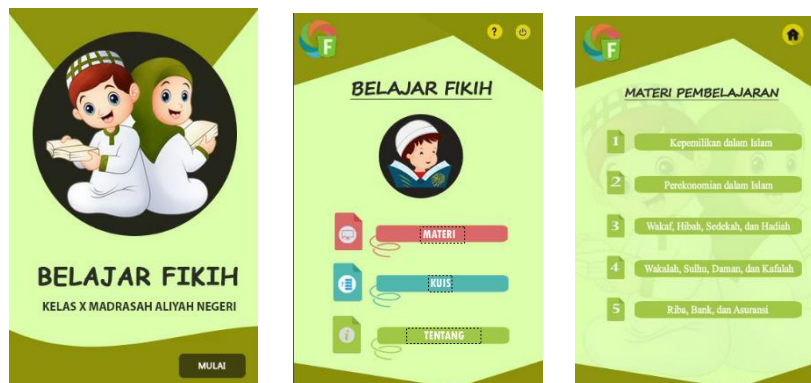 BELAJAR FIKIH
KELAS X MADRASAH ALIYAH NEGERI
MULAI
F
?
BELAJAR FIKIH
MATERI
KUIS
TENTANG
F
MATERI PEMBELAJARAN
1 Kepemilikan dalam Islam
2 Perekonomian dalam Islam
3 Wakaf, Hibah, Sedekah, dan Hadiah
4 Wakalah, Sulhu, Daman, dan Kafalah
5 Riba, Bank, dan Asuransi